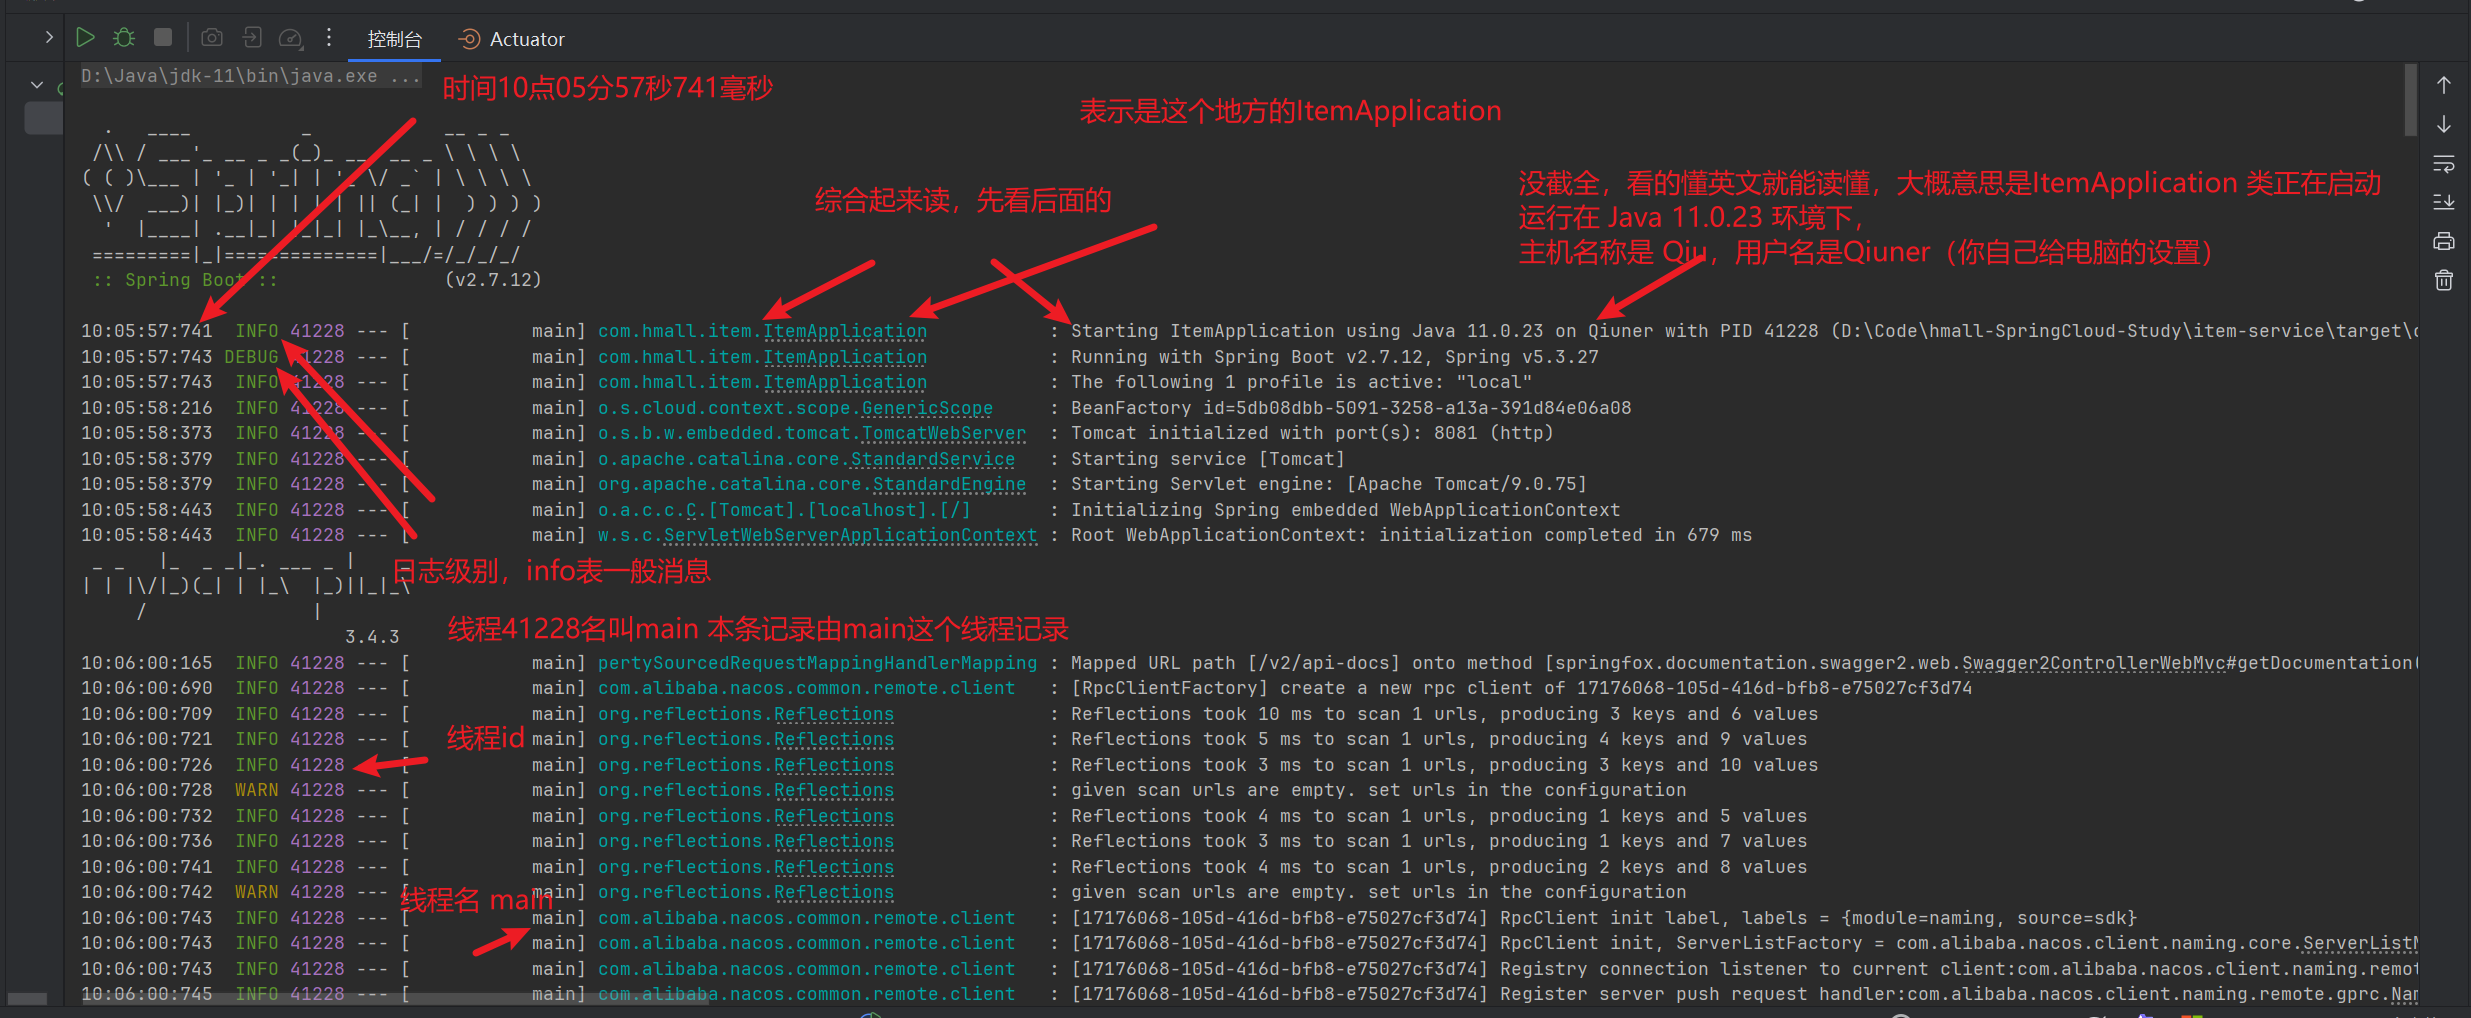 控制台 Actuator
D:\Java\jdk-11\bin\java.exe ...
时间10点05分57秒741毫秒
表示是这个地方的ItemApplication
综合起来读，先看后面的
没截全，看的懂英文就能读懂，大概意思是ItemApplication 类正在启动
运行在 Java 11.0.23 环境下，
主机名称是 Qiu，用户名是Qiuner（你自己给电脑的设置）
:: Spring Boot :: (v2.7.12)
10:05:57:741 INFO 41228 --- [ main] com.hmall.item.ItemApplication : Starting ItemApplication using Java 11.0.23 on Qiuner with PID 41228 (D:\Code\hmall-SpringCloud-Study\item-service\target\c
10:05:57:743 DEBUG 41228 --- [ main] com.hmall.item.ItemApplication : Running with Spring Boot v2.7.12, Spring v5.3.27
10:05:57:743 INFO 41228 --- [ main] com.hmall.item.ItemApplication : The following 1 profile is active: "local"
10:05:58:216 INFO 41228 --- [ main] o.s.cloud.context.scope.GenericScope : BeanFactory id=5db08dbb-5091-3258-a13a-391d84e06a08
10:05:58:373 INFO 41228 --- [ main] o.s.b.w.embedded.tomcat.TomcatWebServer : Tomcat initialized with port(s): 8081 (http)
10:05:58:379 INFO 41228 --- [ main] o.apache.catalina.core.StandardService : Starting service [Tomcat]
10:05:58:379 INFO 41228 --- [ main] org.apache.catalina.core.StandardEngine : Starting Servlet engine: [Apache Tomcat/9.0.75]
10:05:58:443 INFO 41228 --- [ main] o.a.c.c.C.[Tomcat].[localhost].[/] : Initializing Spring embedded WebApplicationContext
10:05:58:443 INFO 41228 --- [ main] w.s.c.ServletWebServerApplicationContext : Root WebApplicationContext: initialization completed in 679 ms
日志级别，info表一般消息
线程41228名叫main 本条记录由main这个线程记录
3.4.3
10:06:00:165 INFO 41228 --- [ main] pertySourcedRequestMappingHandlerMapping : Mapped URL path [/v2/api-docs] onto method [springfox.documentation.swagger2.web.Swagger2ControllerWebMvc#getDocumentation(
10:06:00:690 INFO 41228 --- [ main] com.alibaba.nacos.common.remote.client : [RpcClientFactory] create a new rpc client of 17176068-105d-416d-bfb8-e75027cf3d74
10:06:00:709 INFO 41228 --- [ main] org.reflections.Reflections : Reflections took 10 ms to scan 1 urls, producing 3 keys and 6 values
10:06:00:721 INFO 41228 --- [ main] org.reflections.Reflections : Reflections took 5 ms to scan 1 urls, producing 4 keys and 9 values
线程id
10:06:00:726 INFO 41228 --- [ main] org.reflections.Reflections : Reflections took 3 ms to scan 1 urls, producing 3 keys and 10 values
10:06:00:728 WARN 41228 --- [ main] org.reflections.Reflections : given scan urls are empty. set urls in the configuration
10:06:00:732 INFO 41228 --- [ main] org.reflections.Reflections : Reflections took 4 ms to scan 1 urls, producing 1 keys and 5 values
10:06:00:736 INFO 41228 --- [ main] org.reflections.Reflections : Reflections took 3 ms to scan 1 urls, producing 1 keys and 7 values
10:06:00:741 INFO 41228 --- [ main] org.reflections.Reflections : Reflections took 4 ms to scan 1 urls, producing 2 keys and 8 values
10:06:00:742 WARN 41228 --- [ main] org.reflections.Reflections : given scan urls are empty. set urls in the configuration
线程名 main
10:06:00:743 INFO 41228 --- [ main] com.alibaba.nacos.common.remote.client : [17176068-105d-416d-bfb8-e75027cf3d74] RpcClient init label, labels = {module=naming, source=sdk}
10:06:00:743 INFO 41228 --- [ main] com.alibaba.nacos.common.remote.client : [17176068-105d-416d-bfb8-e75027cf3d74] RpcClient init, ServerListFactory = com.alibaba.nacos.client.naming.core.ServerListM
10:06:00:743 INFO 41228 --- [ main] com.alibaba.nacos.common.remote.client : [17176068-105d-416d-bfb8-e75027cf3d74] Registry connection listener to current client:com.alibaba.nacos.client.naming.remot
10:06:00:745 INFO 41228 --- [ main] com.alibaba.nacos.common.remote.client : [17176068-105d-416d-bfb8-e75027cf3d74] Register server push request handler:com.alibaba.nacos.client.naming.remote.gprc.Nam